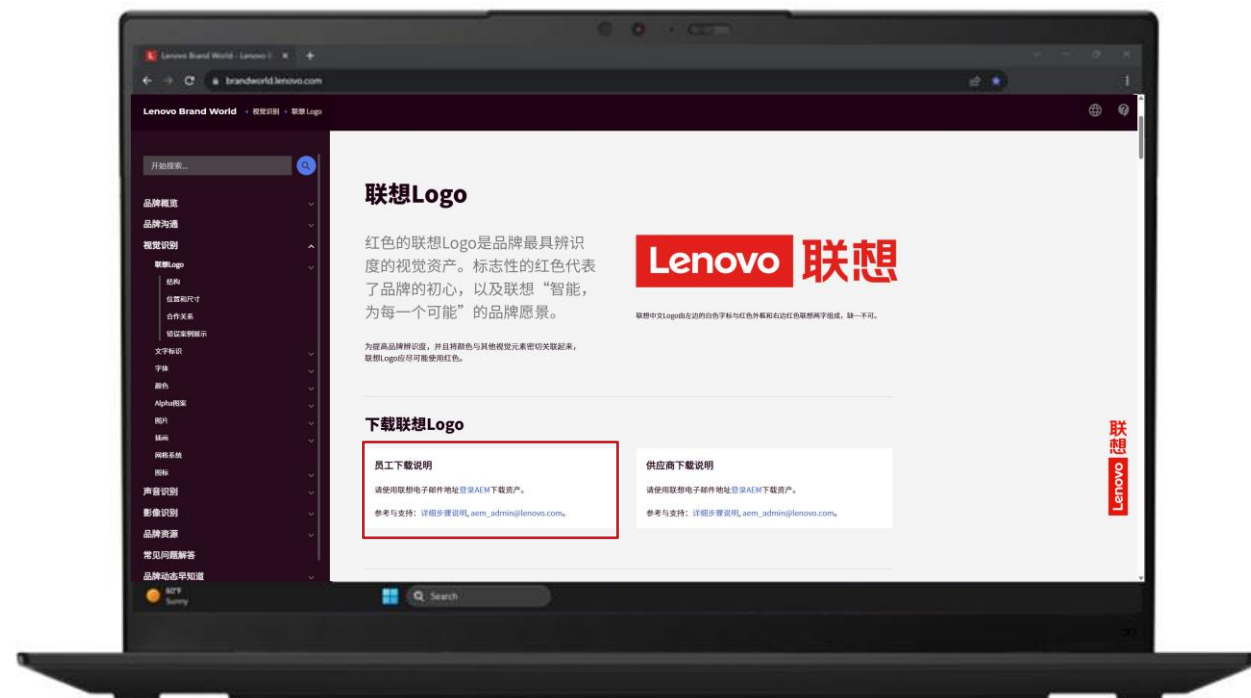 Lenovo Brand World - Lenovo B
brandworld.lenovo.com
Lenovo Brand World • 视觉识别 • 联想 Logo
开始搜索...
品牌概览
品牌沟通
视觉识别
联想Logo
结构
位置和尺寸
合作关系
错误案例展示
文字标识
字体
颜色
Alpha图案
图片
插画
网格系统
图标
声音识别
影像识别
品牌资源
常见问题解答
品牌动态早知道
联想Logo
红色的联想Logo是品牌最具辨识
度的视觉资产。标志性的红色代表
了品牌的初心，以及联想“智能，
为每一个可能”的品牌愿景。
为提高品牌辨识度，并且将颜色与其他视觉元素密切关联起来，
联想Logo应尽可能使用红色。
Lenovo 联想
联想中文Logo由左边的白色字标与红色外框和右边红色联想两字组成，缺一不可。
下载联想Logo
员工下载说明
请使用联想电子邮件地址登录AEM下载资产。
参考与支持：详细步骤说明, aem_admin@lenovo.com。
供应商下载说明
请使用联想电子邮件地址登录AEM下载资产。
参考与支持：详细步骤说明, aem_admin@lenovo.com。
联想 Lenovo
Sunny
Search